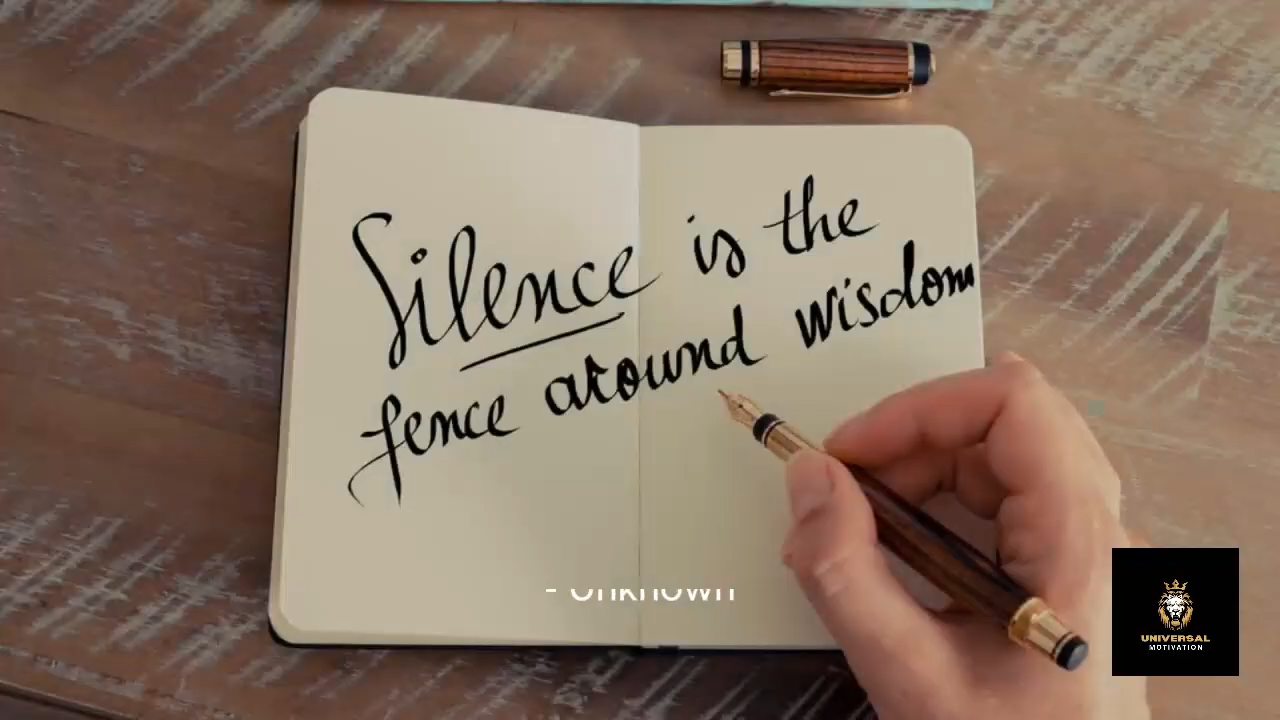 Silence is the
fence around wisdom
- Unknown
UNIVERSAL
MOTIVATION